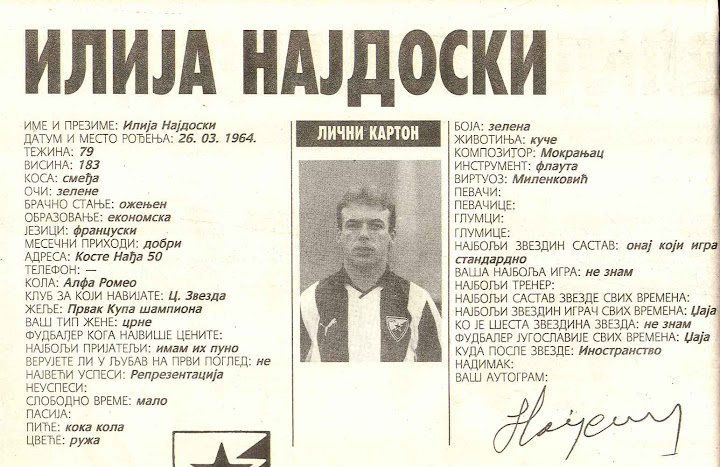 ИЛИЈА НАЈДОСКИ
ИМЕ И ПРЕЗИМЕ: Илија Најдоски
ДАТУМ И МЕСТО РОЂЕЊА: 26. 03. 1964.
ТЕЖИНА: 79
ВИСИНА: 183
КОСА: смеђа
ОЧИ: зелене
БРАЧНО СТАЊЕ: ожењен
ОБРАЗОВАЊЕ: економска
ЈЕЗИЦИ: француски
МЕСЕЧНИ ПРИХОДИ: добри
АДРЕСА: Косте Нађа 50
ТЕЛЕФОН: —
КОЛА: Алфа Ромео
КЛУБ ЗА КОЈИ НАВИЈАТЕ: Ц. Звезда
ЖЕЉЕ: Првак Купа шампиона
ВАШ ТИП ЖЕНЕ: црне
ФУДБАЛЕР КОГА НАЈВИШЕ ЦЕНИТЕ:
НАЈБОЉИ ПРИЈАТЕЉИ: имам их пуно
ВЕРУЈЕТЕ ЛИ У ЉУБАВ НА ПРВИ ПОГЛЕД: не
НАЈВЕЋИ УСПЕСИ: Репрезентација
НЕУСПЕСИ:
СЛОБОДНО ВРЕМЕ: мало
ПАСИЈА:
ПИЋЕ: кока кола
ЦВЕЋЕ: ружа
ЛИЧНИ КАРТОН
БОЈА: зелена
ЖИВОТИЊА: куче
КОМПОЗИТОР: Мокрањац
ИНСТРУМЕНТ: флаута
ВИРТУОЗ: Миленковић
ПЕВАЧИ:
ПЕВАЧИЦЕ:
ГЛУМЦИ:
ГЛУМИЦЕ:
НАЈБОЉИ ЗВЕЗДИН САСТАВ: онај који игра
стандардно
ВАША НАЈБОЉА ИГРА: не знам
НАЈБОЉИ ТРЕНЕР:
НАЈБОЉИ САСТАВ ЗВЕЗДЕ СВИХ ВРЕМЕНА:
НАЈБОЉИ ЗВЕЗДИН ИГРАЧ СВИХ ВРЕМЕНА: Џаја
КО ЈЕ ШЕСТА ЗВЕЗДИНА ЗВЕЗДА: не знам
ФУДБАЛЕР ЈУГОСЛАВИЈЕ СВИХ ВРЕМЕНА: Џаја
КУДА ПОСЛЕ ЗВЕЗДЕ: Иностранство
НАДИМАК:
ВАШ АУТОГРАМ: